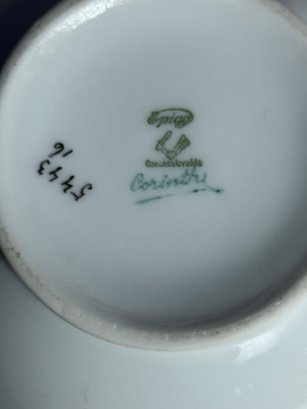 Epiag
Czechoslovakia
Corinthe
5443
16